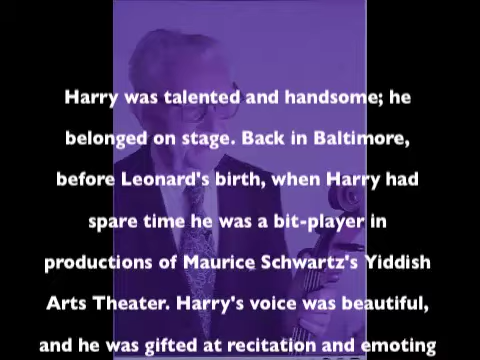 Harry was talented and handsome; he
belonged on stage. Back in Baltimore,
before Leonard's birth, when Harry had
spare time he was a bit-player in
productions of Maurice Schwartz's Yiddish
Arts Theater. Harry's voice was beautiful,
and he was gifted at recitation and emoting